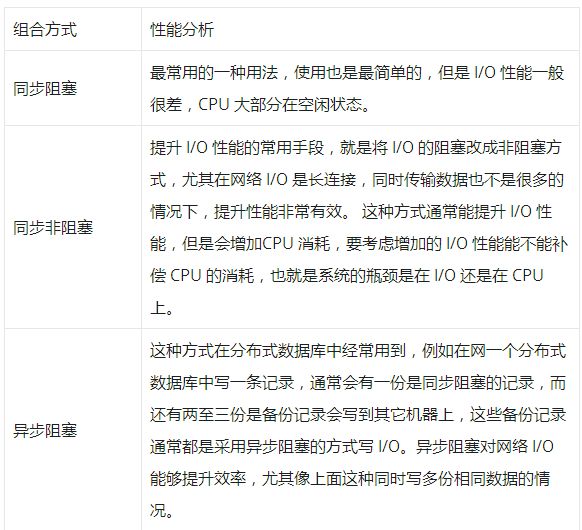 组合方式 性能分析
同步阻塞
最常用的一种用法，使用也是最简单的，但是 I/O 性能一般
很差，CPU 大部分在空闲状态。
同步非阻塞
提升 I/O 性能的常用手段，就是将 I/O 的阻塞改成非阻塞方
式，尤其在网络 I/O 是长连接，同时传输数据也不是很多的
情况下，提升性能非常有效。 这种方式通常能提升 I/O 性
能，但是会增加CPU 消耗，要考虑增加的 I/O 性能能不能补
偿 CPU 的消耗，也就是系统的瓶颈是在 I/O 还是在 CPU
上。
异步阻塞
这种方式在分布式数据库中经常用到，例如在网一个分布式
数据库中写一条记录，通常会有一份是同步阻塞的记录，而
还有两至三份是备份记录会写到其它机器上，这些备份记录
通常都是采用异步阻塞的方式写 I/O。异步阻塞对网络 I/O
能够提升效率，尤其像上面这种同时写多份相同数据的情
况。